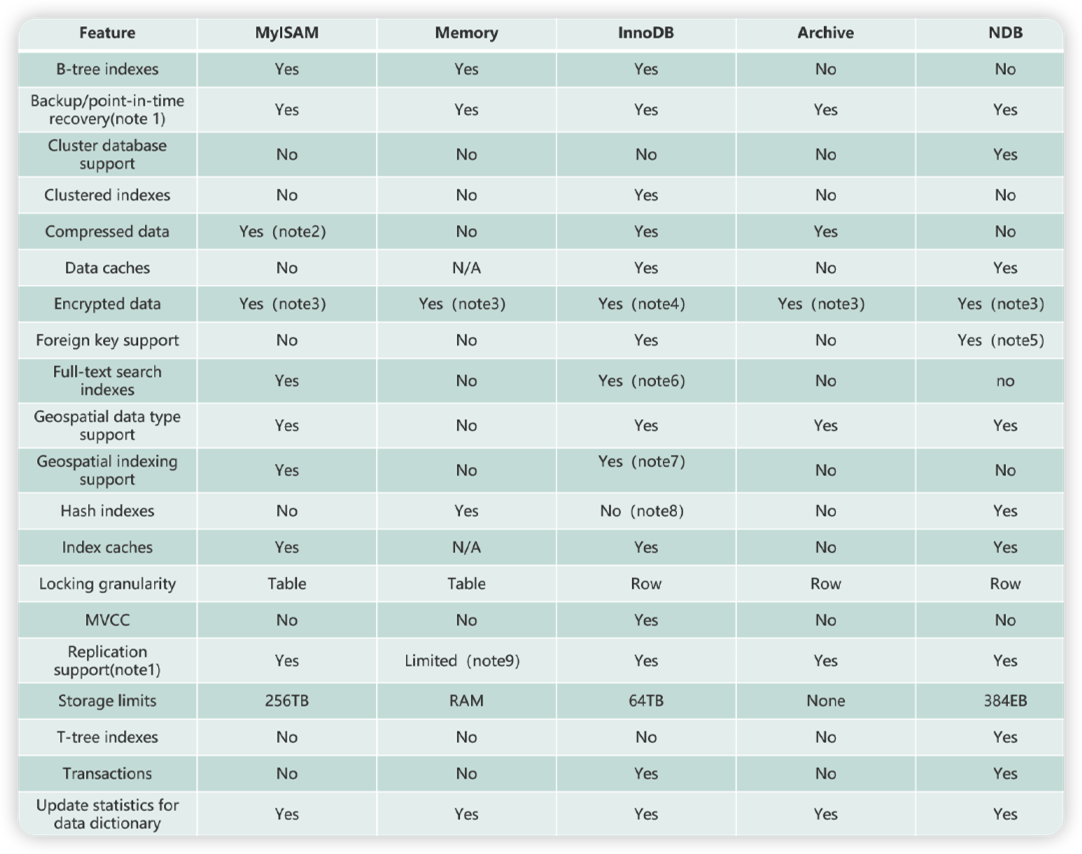 Feature MyISAM Memory InnoDB Archive NDB
B-tree indexes Yes Yes Yes No No
Backup/point-in-time
recovery(note 1) Yes Yes Yes Yes Yes
Cluster database
support No No No No Yes
Clustered indexes No No Yes No No
Compressed data Yes (note2) No Yes Yes No
Data caches No N/A Yes No Yes
Encrypted data Yes (note3) Yes (note3) Yes (note4) Yes (note3) Yes (note3)
Foreign key support No No Yes No Yes (note5)
Full-text search
indexes Yes No Yes (note6) No no
Geospatial data type
support Yes No Yes Yes Yes
Geospatial indexing
support Yes No Yes (note7) No No
Hash indexes No Yes No (note8) No Yes
Index caches Yes N/A Yes No Yes
Locking granularity Table Table Row Row Row
MVCC No No Yes No No
Replication
support(note1) Yes Limited (note9) Yes Yes Yes
Storage limits 256TB RAM 64TB None 384EB
T-tree indexes No No No No Yes
Transactions No No Yes No Yes
Update statistics for
data dictionary Yes Yes Yes Yes Yes